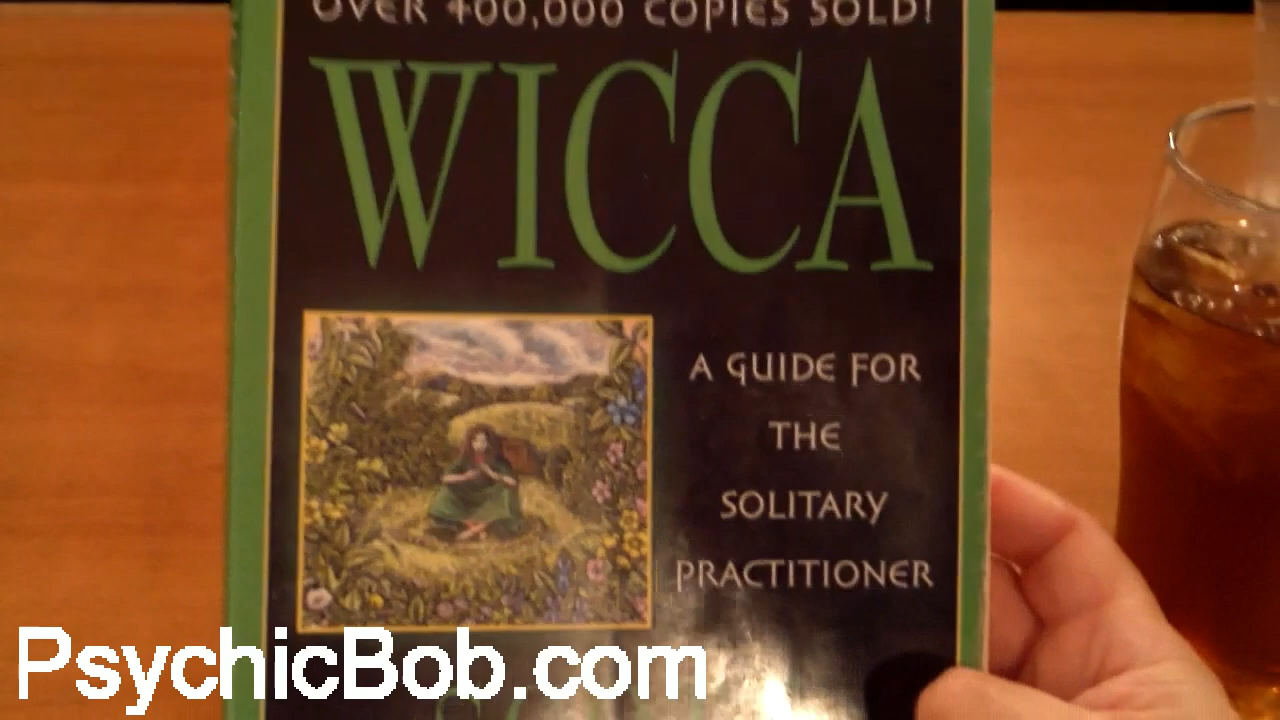 OVER 400,000 COPIES SOLD!
WICCA
A GUIDE FOR
THE
SOLITARY
PRACTITIONER
PsychicBob.com